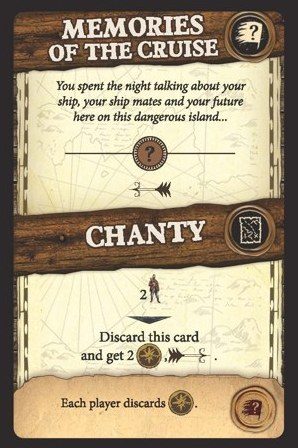 MEMORIES
OF THE CRUISE
?
You spent the night talking about your
ship, your ship mates and your future
here on this dangerous island...
?
CHANTY
2
Discard this card
and get 2 , .
Each player discards .
?